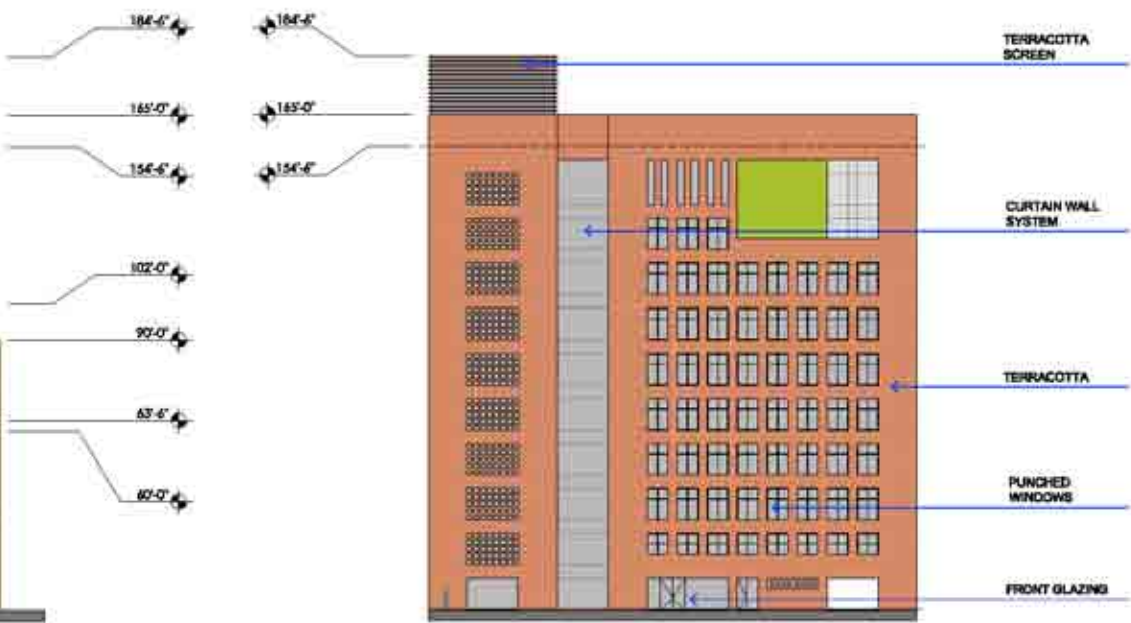 184'-6"
184'-6"
TERRACOTTA
SCREEN
165'-0"
165'-0"
154'-6"
154'-6"
CURTAIN WALL
SYSTEM
102'-0"
90'-0"
TERRACOTTA
63'-6"
60'-0"
PUNCHED
WINDOWS
FRONT GLAZING